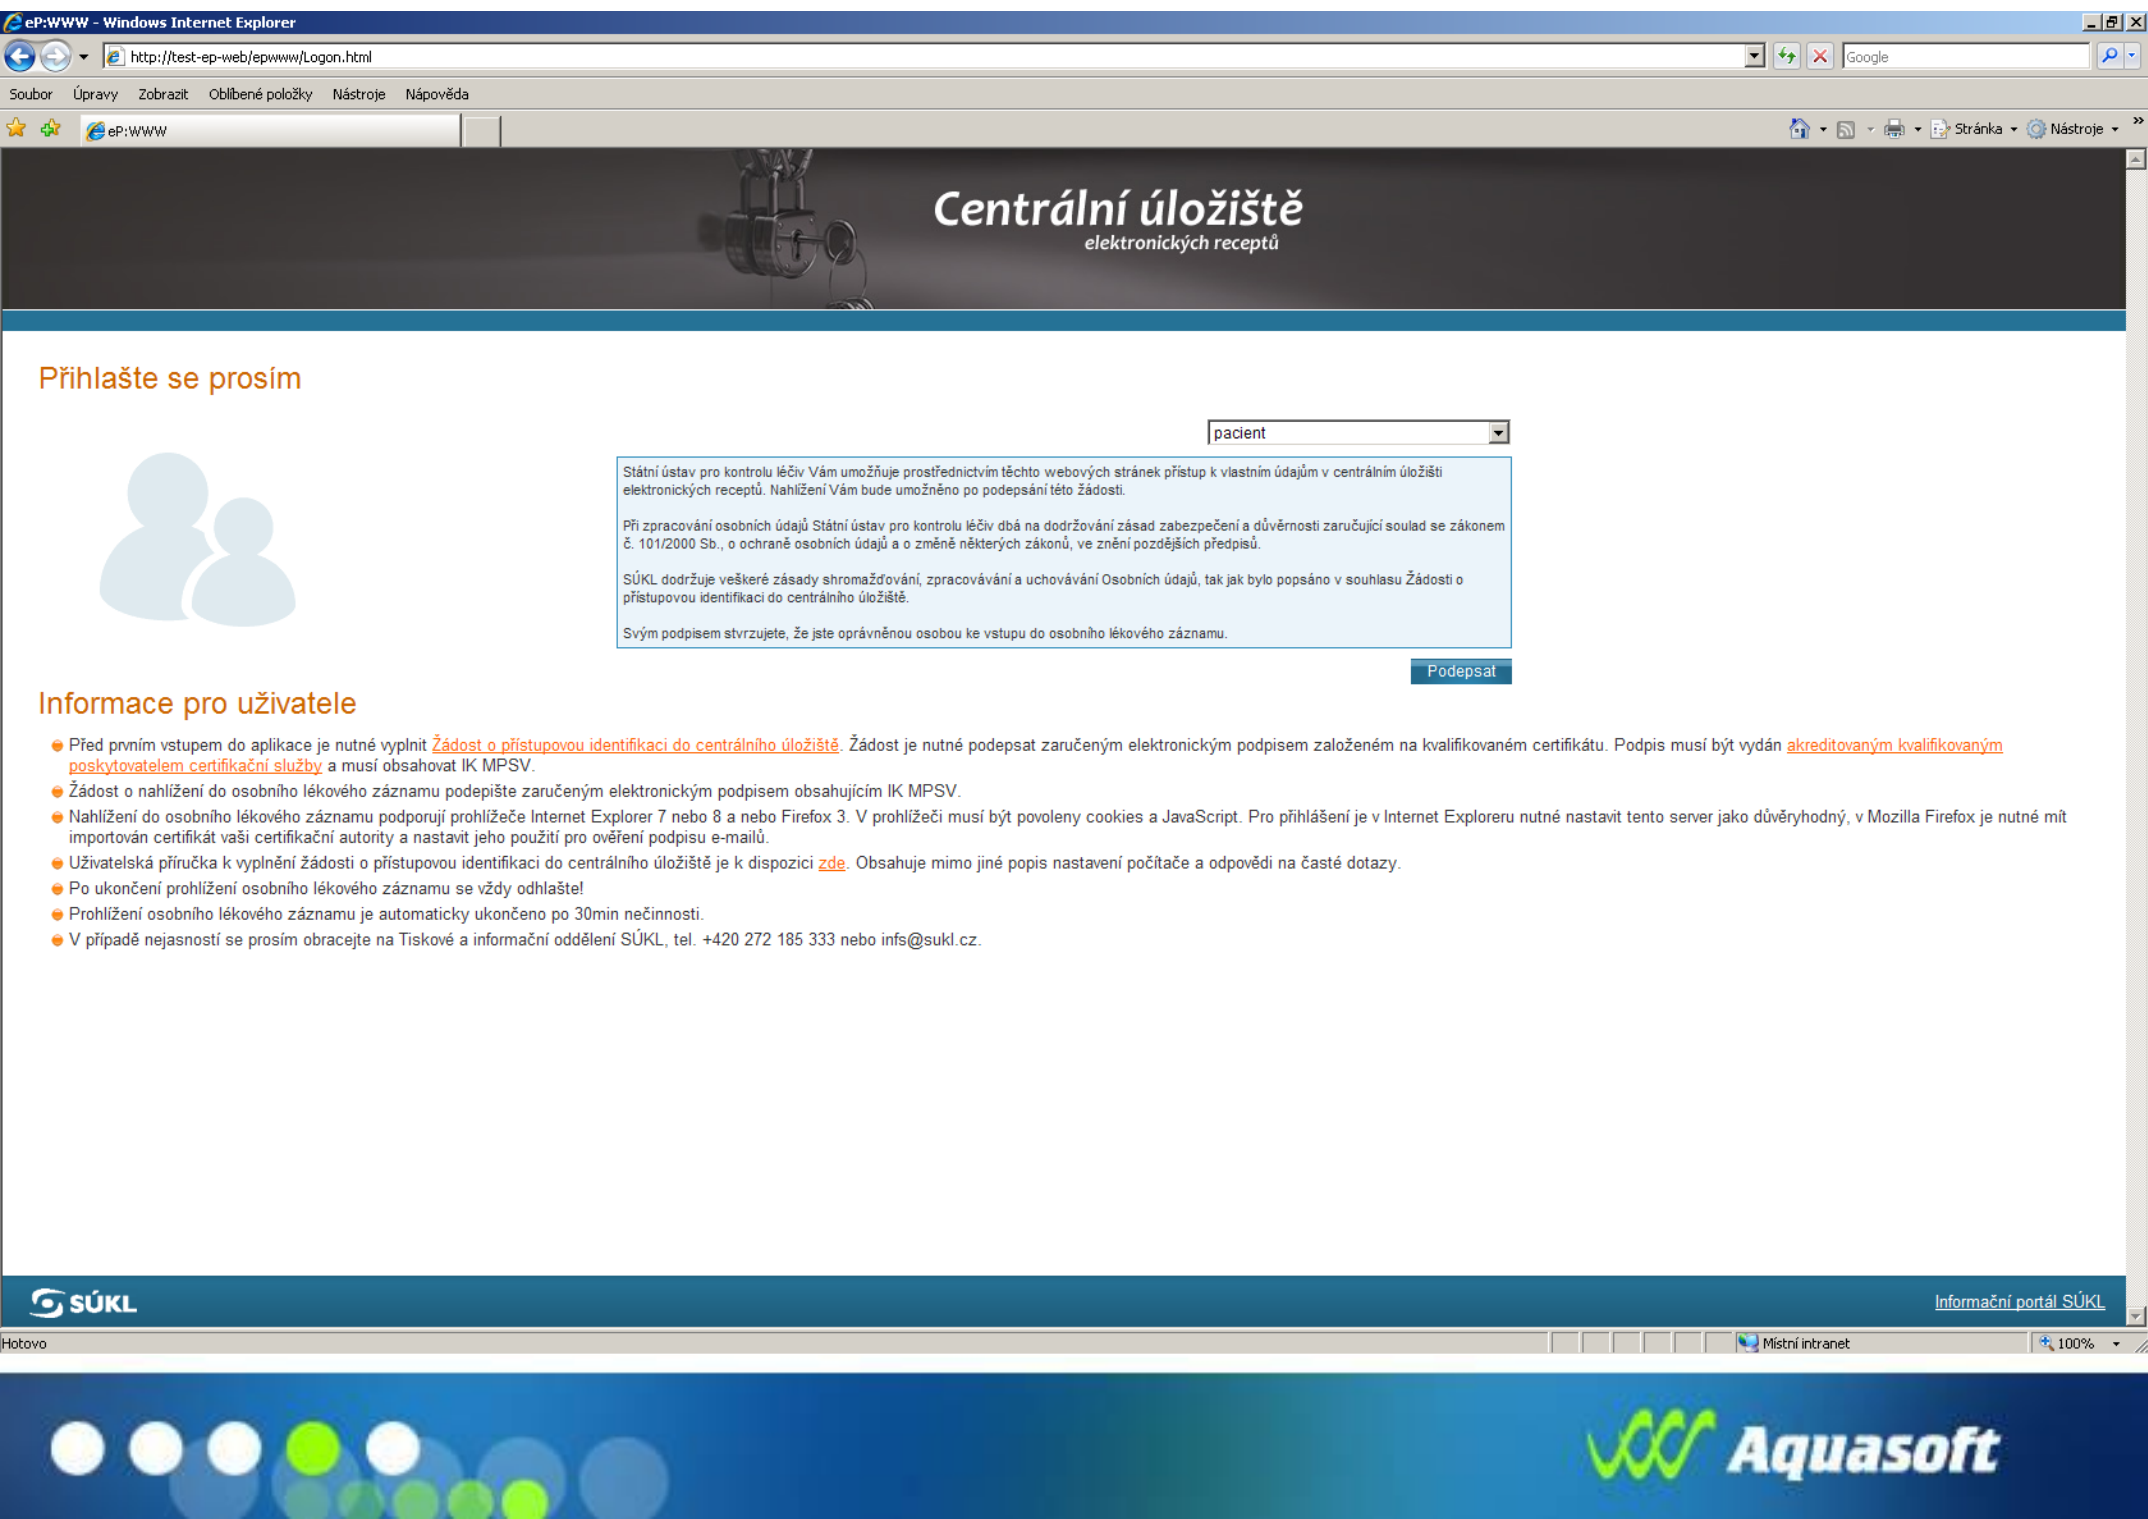 eP:WWW - Windows Internet Explorer
http://test-ep-web/epwww/Logon.html
Google
Soubor Úpravy Zobrazit Oblíbené položky Nástroje Nápověda
eP:WWW
Stránka
Nástroje
Centrální úložiště
elektronických receptů
Přihlašte se prosím
pacient
Státní ústav pro kontrolu léčiv Vám umožňuje prostřednictvím těchto webových stránek přístup k vlastním údajům v centrálním úložišti
elektronických receptů. Nahlížení Vám bude umožněno po podepsání této žádosti.
Při zpracování osobních údajů Státní ústav pro kontrolu léčiv dbá na dodržování zásad zabezpečení a důvěrnosti zaručující soulad se zákonem
č. 101/2000 Sb., o ochraně osobních údajů a o změně některých zákonů, ve znění pozdějších předpisů.
SÚKL dodržuje veškeré zásady shromažďování, zpracovávání a uchovávání Osobních údajů, tak jak bylo popsáno v souhlasu Žádosti o
přístupovou identifikaci do centrálního úložiště.
Svým podpisem stvrzujete, že jste oprávněnou osobou ke vstupu do osobního lékového záznamu.
Podepsat
Informace pro uživatele
Před prvním vstupem do aplikace je nutné vyplnit Žádost o přístupovou identifikaci do centrálního úložiště. Žádost je nutné podepsat zaručeným elektronickým podpisem založeném na kvalifikovaném certifikátu. Podpis musí být vydán akreditovaným kvalifikovaným
poskytovatelem certifikační služby a musí obsahovat IK MPSV.
Žádost o nahlížení do osobního lékového záznamu podepište zaručeným elektronickým podpisem obsahujícím IK MPSV.
Nahlížení do osobního lékového záznamu podporují prohlížeče Internet Explorer 7 nebo 8 a nebo Firefox 3. V prohlížeči musí být povoleny cookies a JavaScript. Pro přihlášení je v Internet Exploreru nutné nastavit tento server jako důvěryhodný, v Mozilla Firefox je nutné mít
importován certifikát vaši certifikační autority a nastavit jeho použití pro ověření podpisu e-mailů.
Uživatelská příručka k vyplnění žádosti o přístupovou identifikaci do centrálního úložiště je k dispozici zde. Obsahuje mimo jiné popis nastavení počítače a odpovědi na časté dotazy.
Po ukončení prohlížení osobního lékového záznamu se vždy odhlašte!
Prohlížení osobního lékového záznamu je automaticky ukončeno po 30min nečinnosti.
V případě nejasností se prosím obracejte na Tiskové a informační oddělení SÚKL, tel. +420 272 185 333 nebo infs@sukl.cz.
SÚKL
Informační portál SÚKL
Hotovo
Místní intranet
100%
Aquasoft